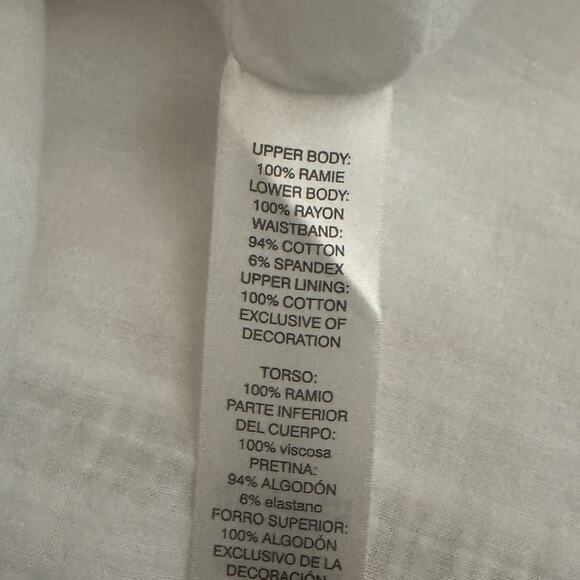 UPPER BODY:
100% RAMIE
LOWER BODY:
100% RAYON
WAISTBAND:
94% COTTON
6% SPANDEX
UPPER LINING:
100% COTTON
EXCLUSIVE OF
DECORATION
TORSO:
100% RAMIO
PARTE INFERIOR
DEL CUERPO:
100% viscosa
PRETINA:
94% ALGODÓN
6% elastano
FORRO SUPERIOR:
100% ALGODÓN
EXCLUSIVO DE LA
DECORACIÓN